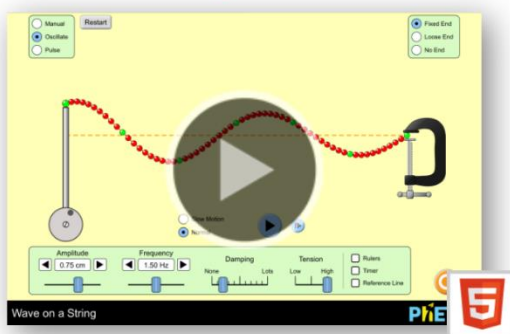 Manual
Oscillate
Pulse
Restart
Fixed End
Loose End
No End
Slow Motion
Normal
Amplitude
0.75 cm
Frequency
1.50 Hz
Damping
None
Lots
Tension
Low
High
Rulers
Timer
Reference Line
Wave on a String
PhET
5